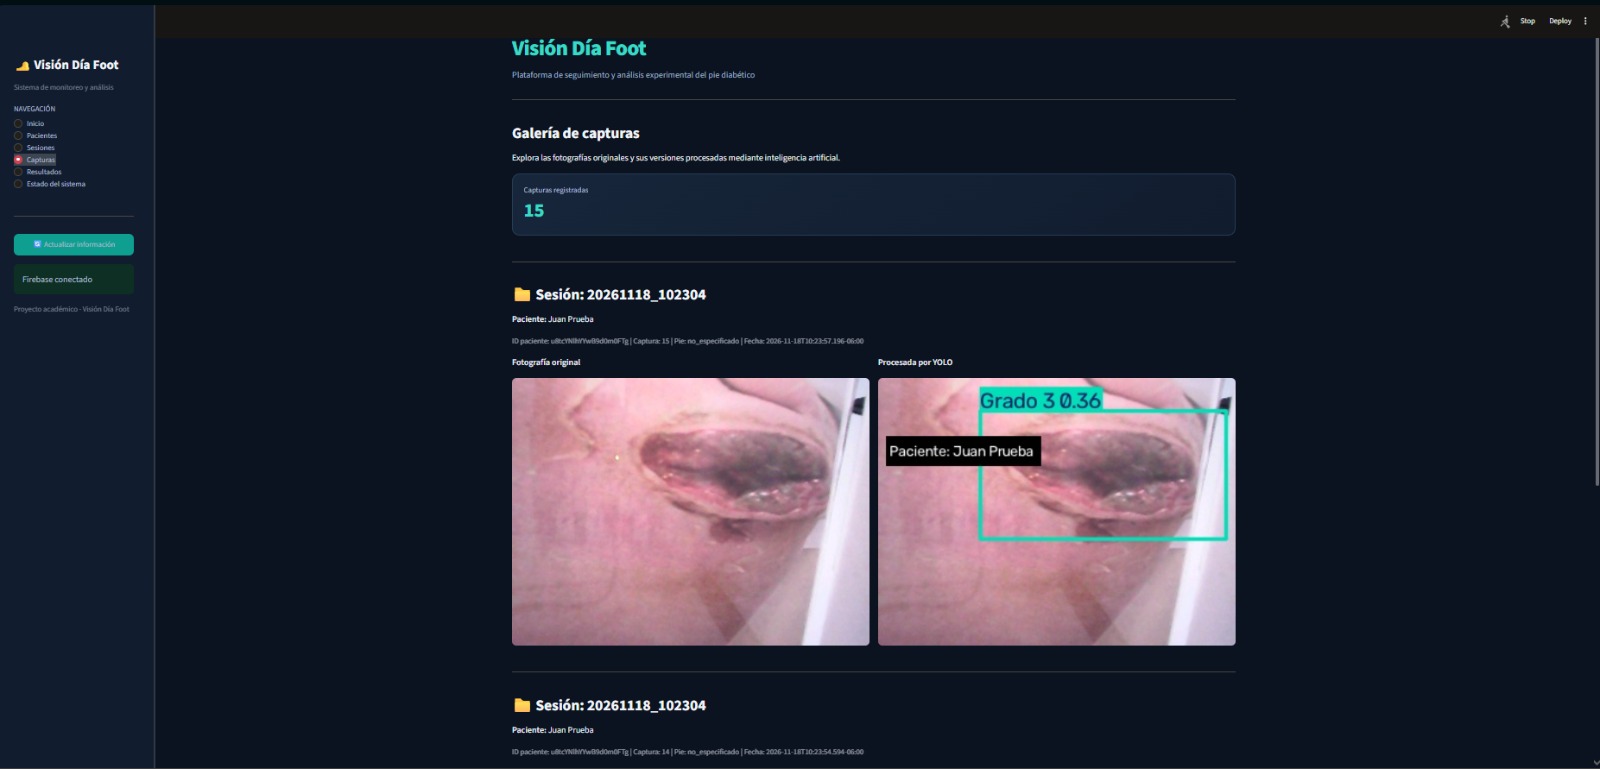 Stop
Deploy
Visión Día Foot
Sistema de monitoreo y análisis
NAVEGACIÓN
Inicio
Pacientes
Sesiones
Capturas
Resultados
Estado del sistema
Actualizar información
Firebase conectado
Proyecto académico - Visión Día Foot
Visión Día Foot
Plataforma de seguimiento y análisis experimental del pie diabético
Galería de capturas
Explora las fotografías originales y sus versiones procesadas mediante inteligencia artificial.
Capturas registradas
15
Sesión: 20261118_102304
Paciente: Juan Prueba
ID paciente: | Captura: 15 | Pie: no_especificado | Fecha: 2026-11-18T10:23:57.196-06:00
Fotografía original
Procesada por YOLO
Grado 3 0.36
Paciente: Juan Prueba
Sesión: 20261118_102304
Paciente: Juan Prueba
ID paciente: | Captura: 14 | Pie: no_especificado | Fecha: 2026-11-18T10:23:54.594-06:00